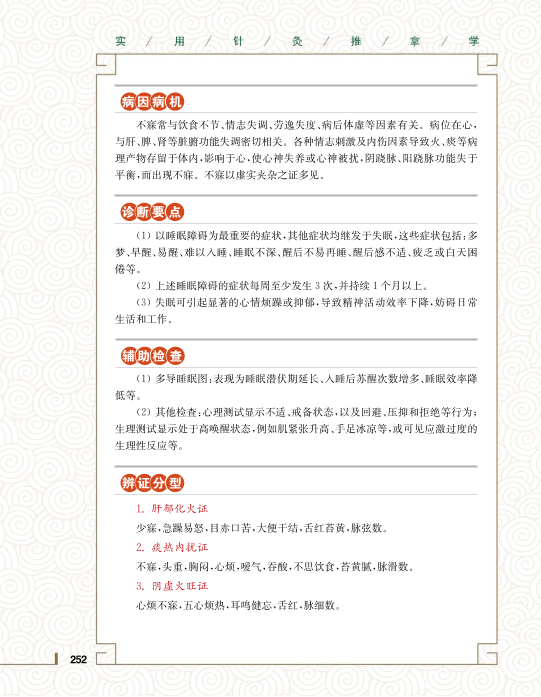 实 / 用 / 针 / 灸 / 推 / 拿 / 学
病因病机
不寐常与饮食不节、情志失调、劳逸失度、病后体虚等因素有关。病位在心,
与肝、脾、肾等脏腑功能失调密切相关。各种情志刺激及内伤因素导致火、痰等病
理产物存留于体内,影响于心,使心神失养或心神被扰,阴跷脉、阳跷脉功能失于
平衡,而出现不寐。不寐以虚实夹杂之证多见。
诊断要点
(1) 以睡眠障碍为最重要的症状,其他症状均继发于失眠,这些症状包括:多
梦、早醒、易醒、难以入睡、睡眠不深、醒后不易再睡、醒后感不适、疲乏或白天困
倦等。
(2) 上述睡眠障碍的症状每周至少发生 3 次,并持续 1 个月以上。
(3) 失眠可引起显著的心情烦躁或抑郁,导致精神活动效率下降,妨碍日常
生活和工作。
辅助检查
(1) 多导睡眠图:表现为睡眠潜伏期延长、入睡后苏醒次数增多、睡眠效率降
低等。
(2) 其他检查:心理测试显示不适、戒备状态,以及回避、压抑和拒绝等行为;
生理测试显示处于高唤醒状态,例如肌紧张升高、手足冰凉等,或可见应激过度的
生理性反应等。
辨证分型
1. 肝郁化火证
少寐,急躁易怒,目赤口苦,大便干结,舌红苔黄,脉弦数。
2. 痰热内扰证
不寐,头重,胸闷,心烦,嗳气,吞酸,不思饮食,苔黄腻,脉滑数。
3. 阴虚火旺证
心烦不寐,五心烦热,耳鸣健忘,舌红,脉细数。
252